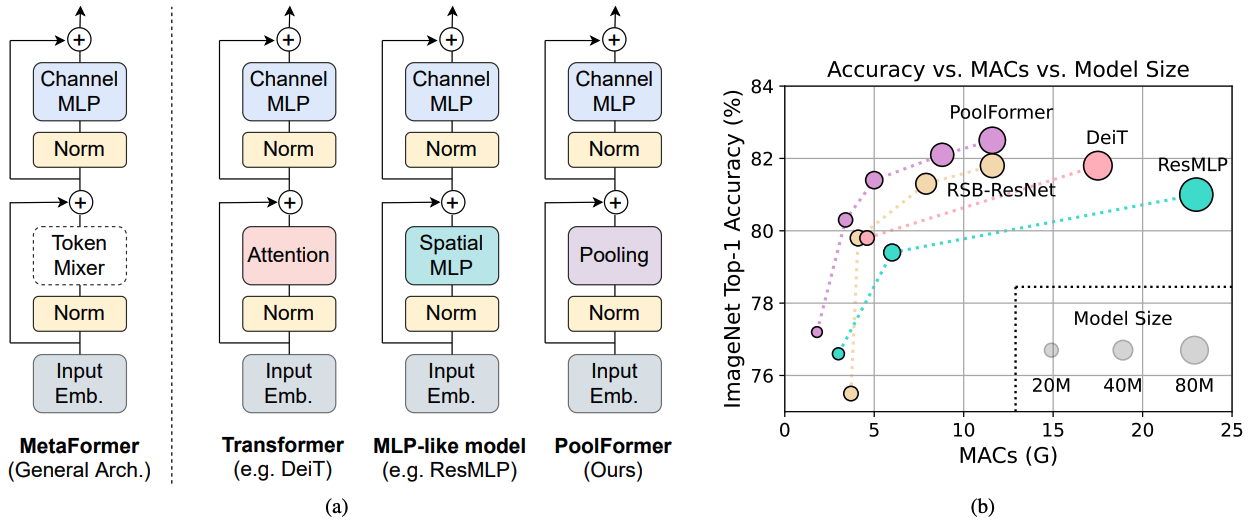 +
Channel
MLP
Norm
+
Token
Mixer
Norm
Input
Emb.
MetaFormer
(General Arch.)
+
Channel
MLP
Norm
+
Attention
Norm
Input
Emb.
Transformer
(e.g. DeiT)
+
Channel
MLP
Norm
+
Spatial
MLP
Norm
Input
Emb.
MLP-like model
(e.g. ResMLP)
+
Channel
MLP
Norm
+
Pooling
Norm
Input
Emb.
PoolFormer
(Ours)
(a)
Accuracy vs. MACs vs. Model Size
ImageNet Top-1 Accuracy (%)
84
82
80
78
76
PoolFormer
DeiT
ResMLP
RSB-ResNet
Model Size
20M 40M 80M
0 5 10 15 20 25
MACs (G)
(b)